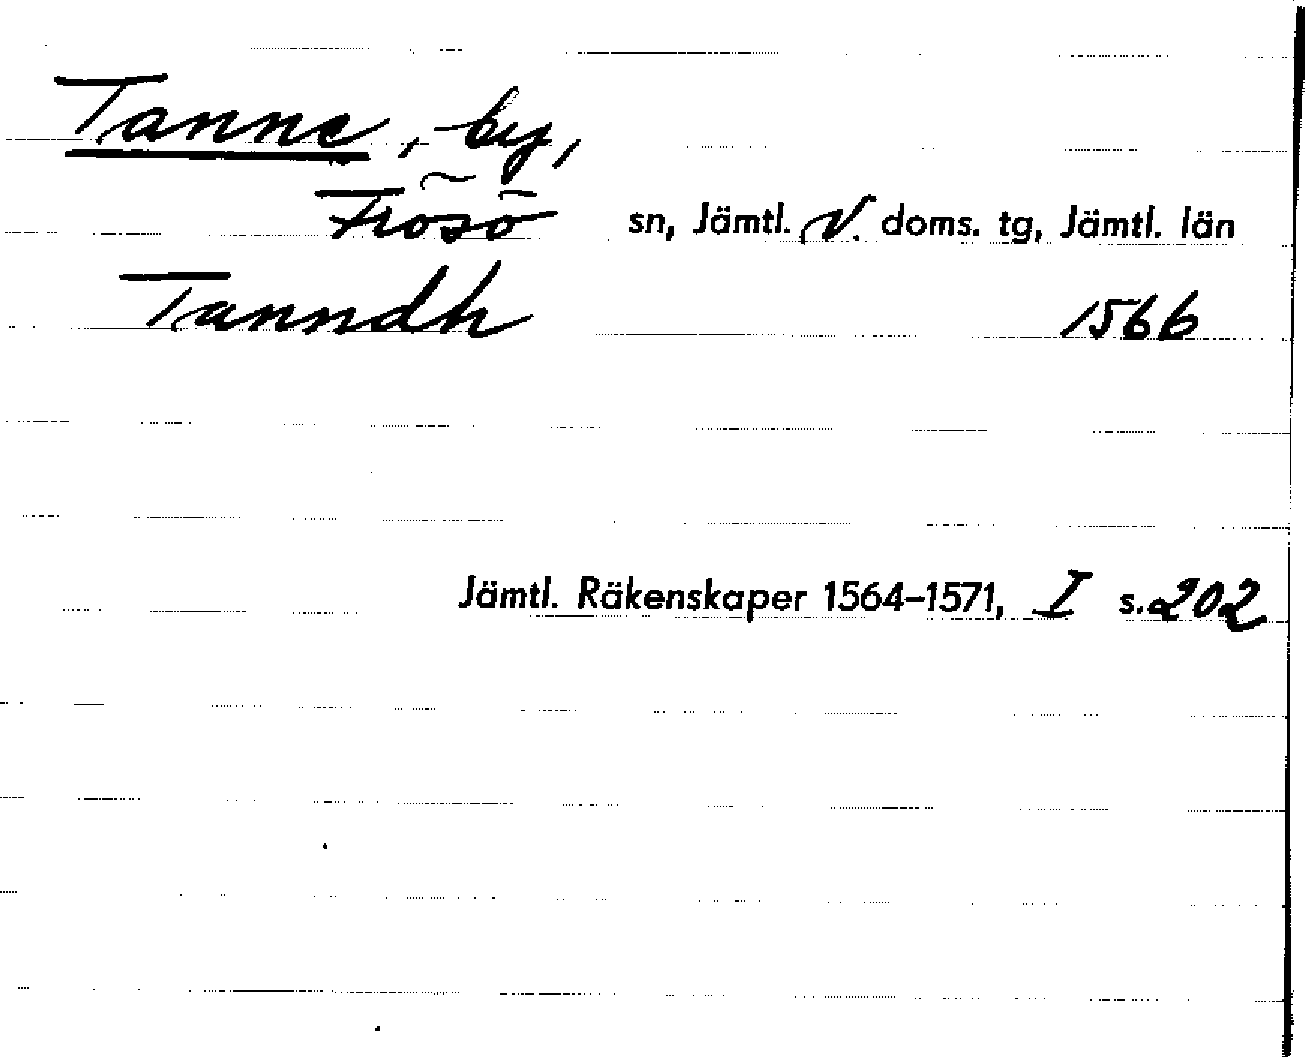 Tanne, by,
Frösö sn, Jämtl. V. doms. tg, Jämtl. län
Tanndh 1566
Jämtl. Räkenskaper 1564-1571, I s. 202